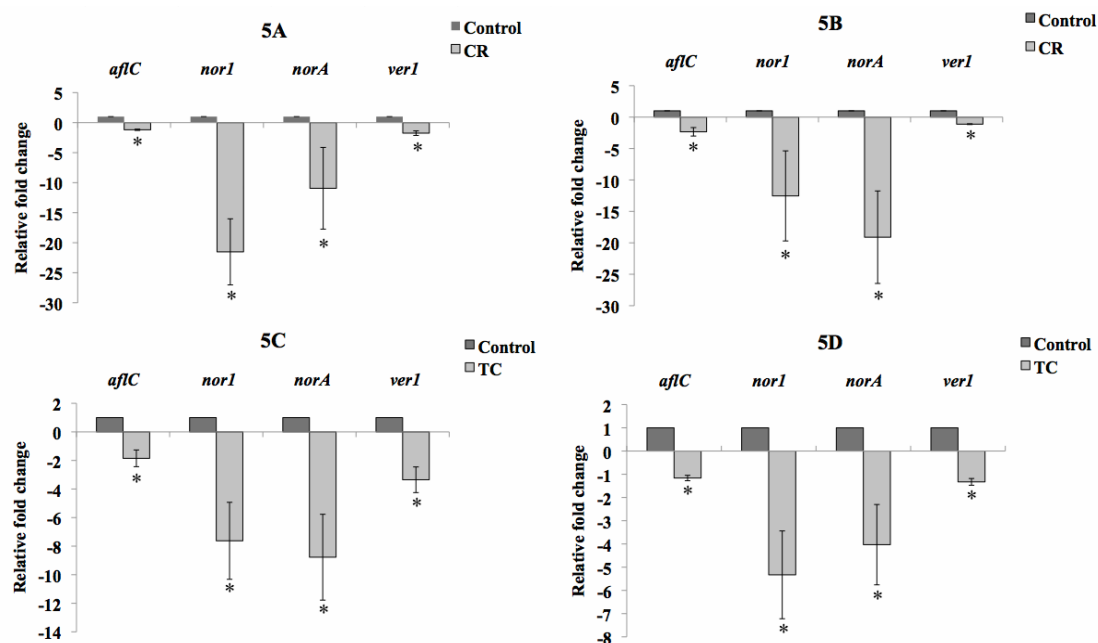 5A
Control
CR
aflC nor1 norA ver1
Relative fold change
5
0
-5
-10
-15
-20
-25
-30
* * * *
5B
Control
CR
aflC nor1 norA ver1
Relative fold change
5
0
-5
-10
-15
-20
-25
-30
* * * *
5C
Control
TC
aflC nor1 norA ver1
Relative fold change
2
0
-2
-4
-6
-8
-10
-12
-14
* * * *
5D
Control
TC
aflC nor1 norA ver1
Relative fold change
2
1
0
-1
-2
-3
-4
-5
-6
-7
-8
* * * *